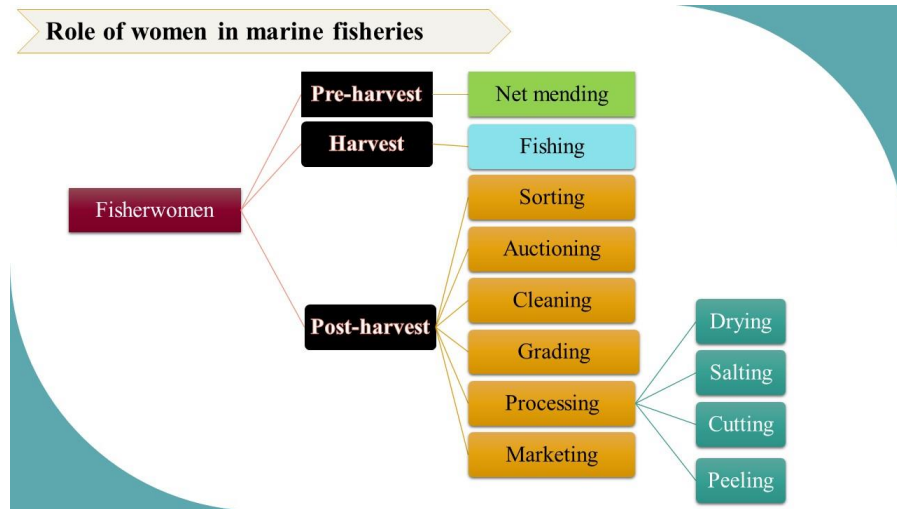 Role of women in marine fisheries
Fisherwomen
Pre-harvest
Net mending
Harvest
Fishing
Post-harvest
Sorting
Auctioning
Cleaning
Grading
Processing
Marketing
Drying
Salting
Cutting
Peeling